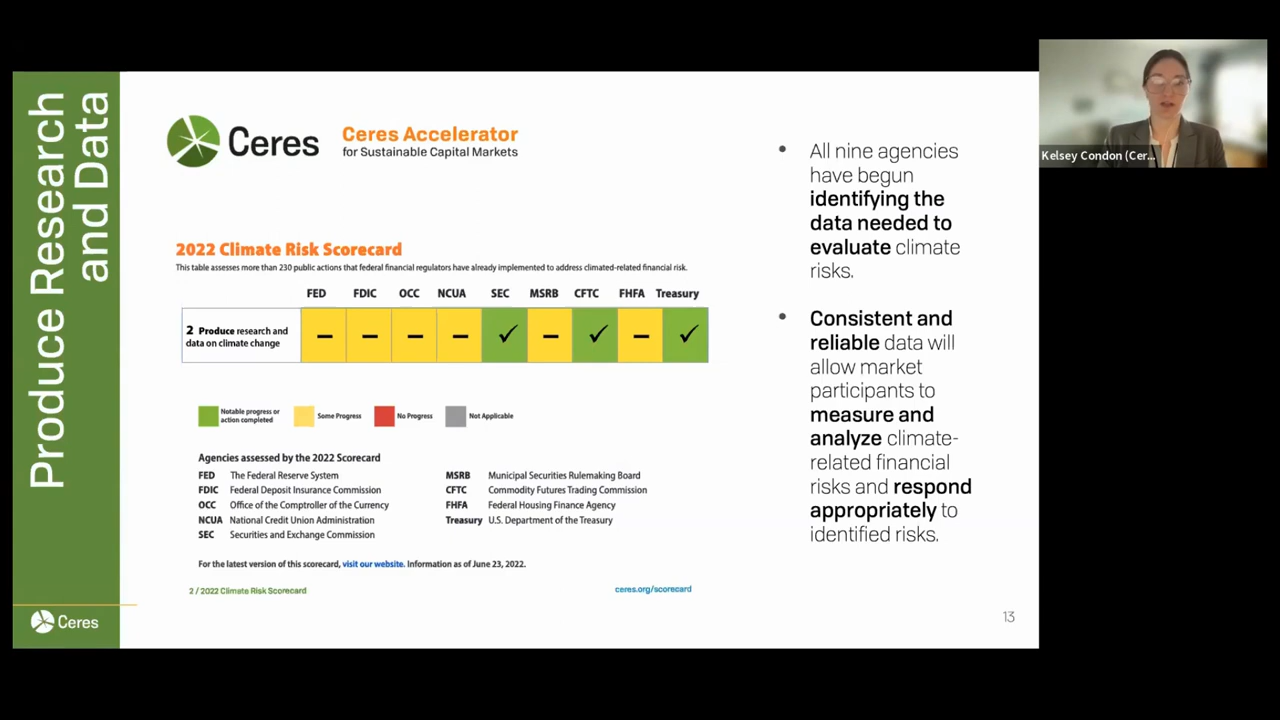 Produce Research
and Data
Ceres
Ceres Accelerator
for Sustainable Capital Markets
2022 Climate Risk Scorecard
This table assesses more than 230 public actions that federal financial regulators have already implemented to address climated-related financial risk.
FED FDIC OCC NCUA SEC MSRB CFTC FHFA Treasury
2 Produce research and
data on climate change
Notable progress or
action completed
Some Progress
No Progress
Not Applicable
Agencies assessed by the 2022 Scorecard
FED The Federal Reserve System
FDIC Federal Deposit Insurance Commission
OCC Office of the Comptroller of the Currency
NCUA National Credit Union Administration
SEC Securities and Exchange Commission
MSRB Municipal Securities Rulemaking Board
CFTC Commodity Futures Trading Commission
FHFA Federal Housing Finance Agency
Treasury U.S. Department of the Treasury
For the latest version of this scorecard, visit our website. Information as of June 23, 2022.
2 / 2022 Climate Risk Scorecard
ceres.org/scorecard
• All nine agencies
have begun
identifying the
data needed to
evaluate climate
risks.
• Consistent and
reliable data will
allow market
participants to
measure and
analyze climate-
related financial
risks and respond
appropriately to
identified risks.
13
Ceres
Kelsey Condon (Cer...